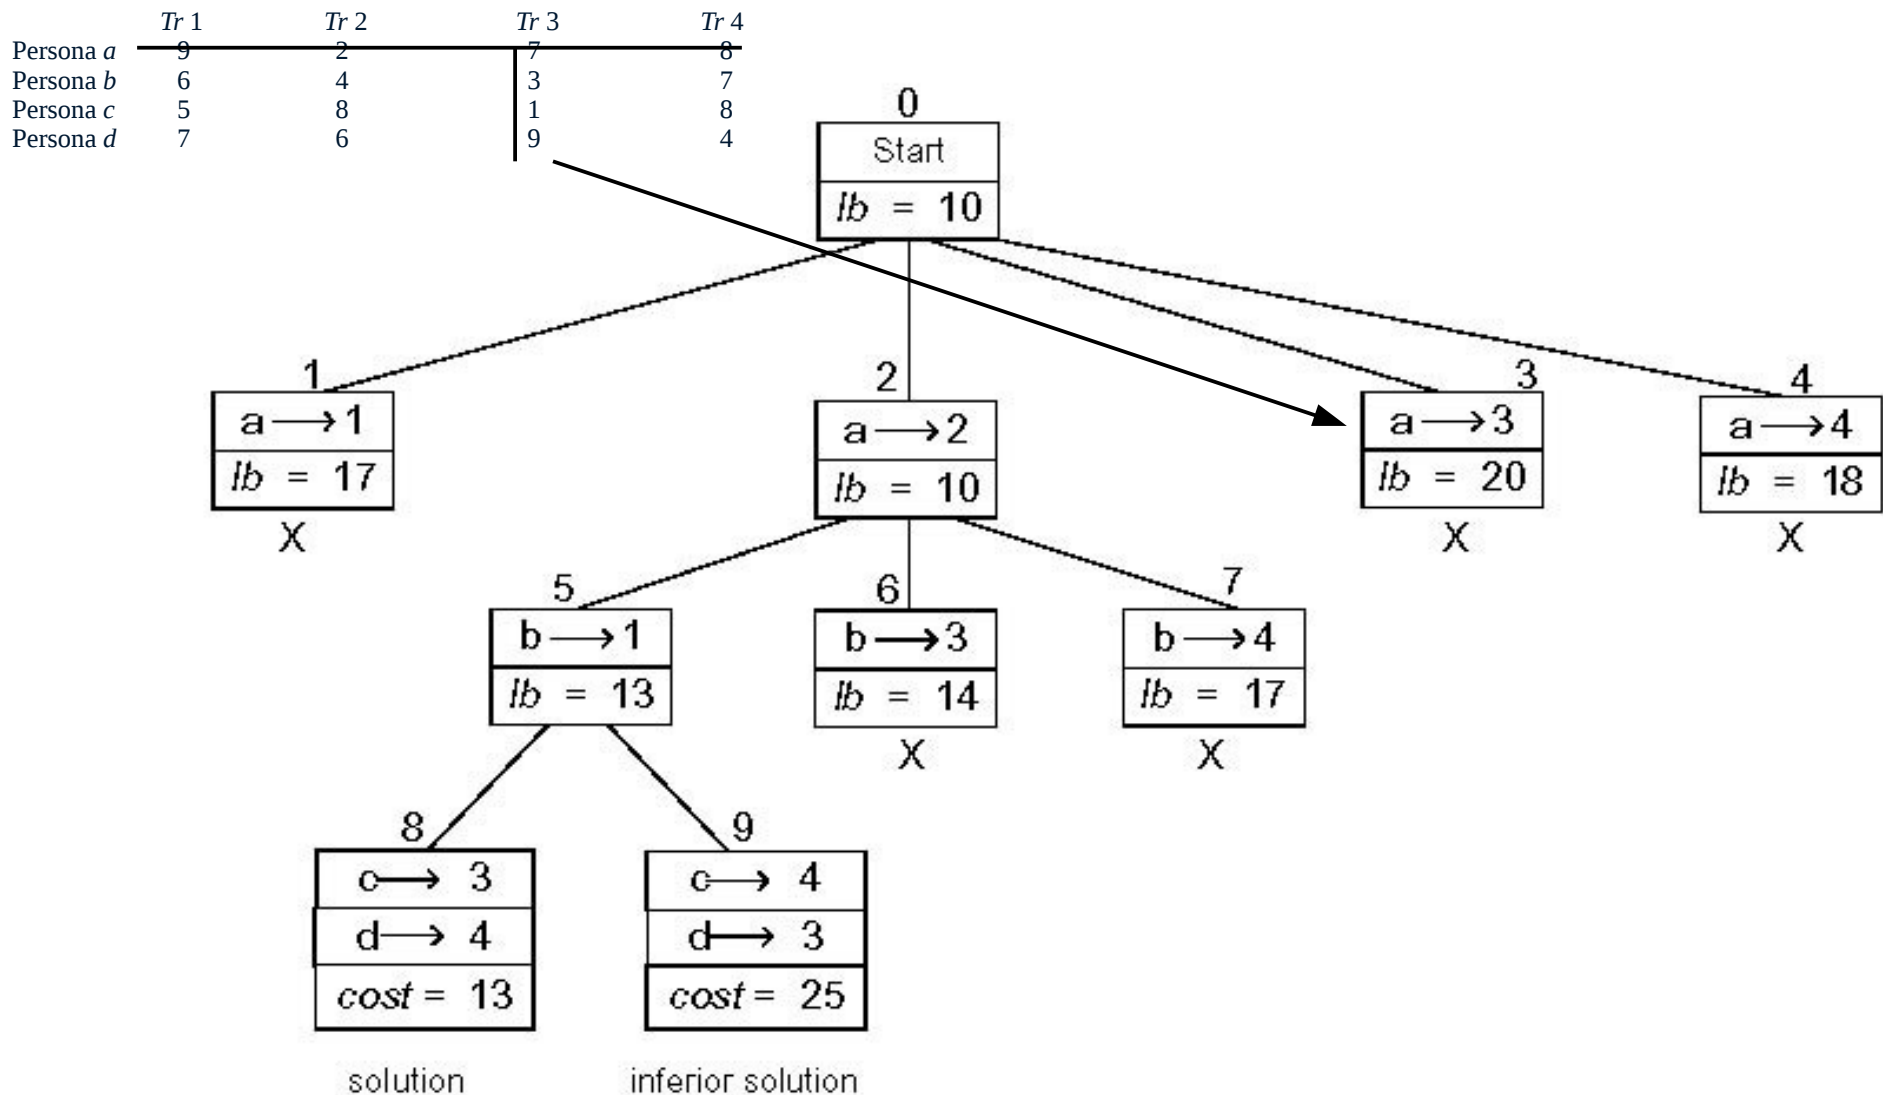 Tr 1 Tr 2 Tr 3 Tr 4
Persona a 9 2 7 8
Persona b 6 4 3 7
Persona c 5 8 1 8
Persona d 7 6 9 4
0
Start
lb = 10
1
a → 1
lb = 17
X
2
a → 2
lb = 10
3
a → 3
lb = 20
X
4
a → 4
lb = 18
X
5
b → 1
lb = 13
6
b → 3
lb = 14
X
7
b → 4
lb = 17
X
8
c → 3
d → 4
cost = 13
solution
9
c → 4
d → 3
cost = 25
inferior solution